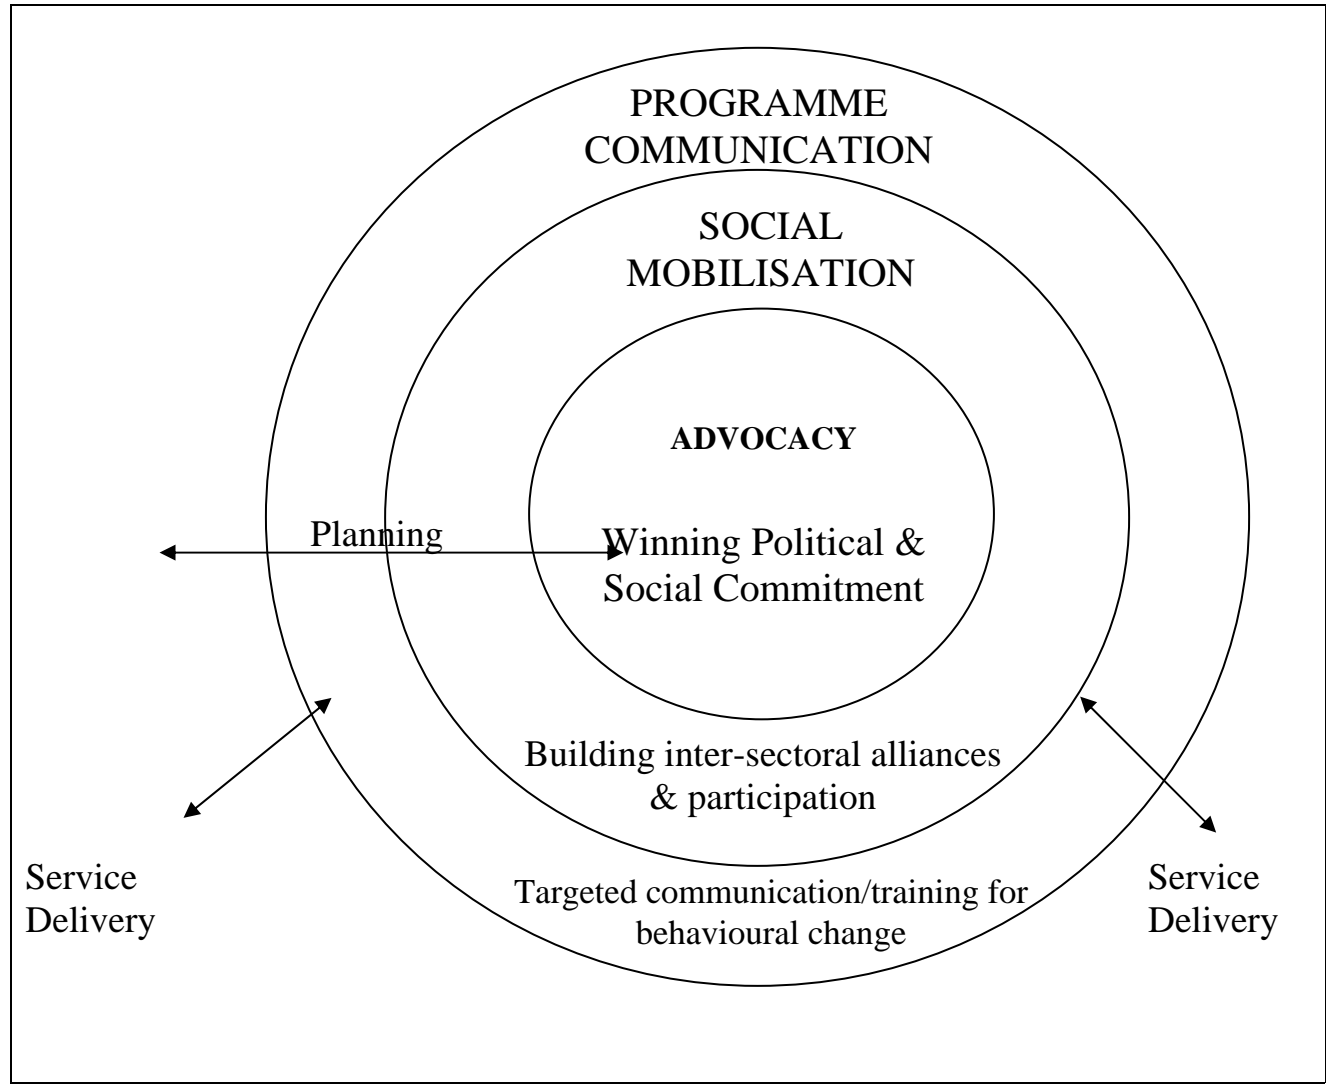 PROGRAMME
COMMUNICATION
SOCIAL
MOBILISATION
ADVOCACY
Planning
Winning Political &
Social Commitment
Building inter-sectoral alliances
& participation
Service
Delivery
Targeted communication/training for
behavioural change
Service
Delivery